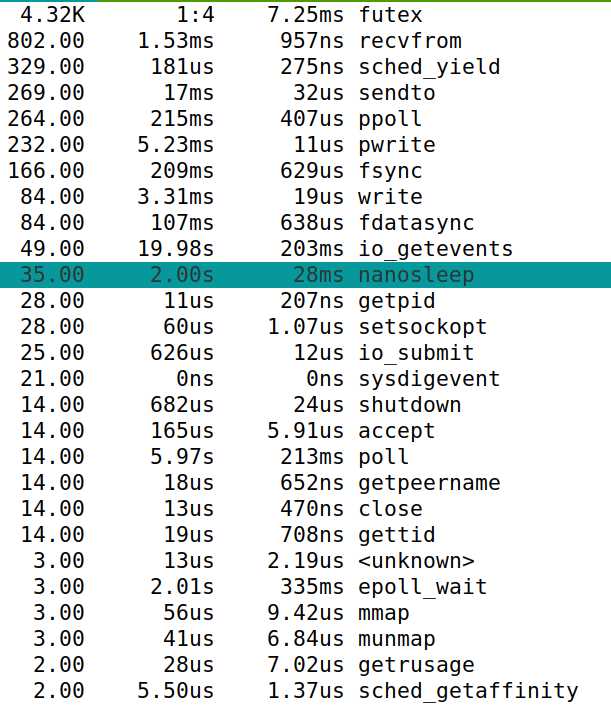 4.32K 1:4 7.25ms futex
802.00 1.53ms 957ns recvfrom
329.00 181us 275ns sched_yield
269.00 17ms 32us sendto
264.00 215ms 407us ppoll
232.00 5.23ms 11us pwrite
166.00 209ms 629us fsync
84.00 3.31ms 19us write
84.00 107ms 638us fdatasync
49.00 19.98s 203ms io_getevents
35.00 2.00s 28ms nanosleep
28.00 11us 207ns getpid
28.00 60us 1.07us setsockopt
25.00 626us 12us io_submit
21.00 0ns 0ns sysdigevent
14.00 682us 24us shutdown
14.00 165us 5.91us accept
14.00 5.97s 213ms poll
14.00 18us 652ns getpeername
14.00 13us 470ns close
14.00 19us 708ns gettid
3.00 13us 2.19us <unknown>
3.00 2.01s 335ms epoll_wait
3.00 56us 9.42us mmap
3.00 41us 6.84us munmap
2.00 28us 7.02us getrusage
2.00 5.50us 1.37us sched_getaffinity